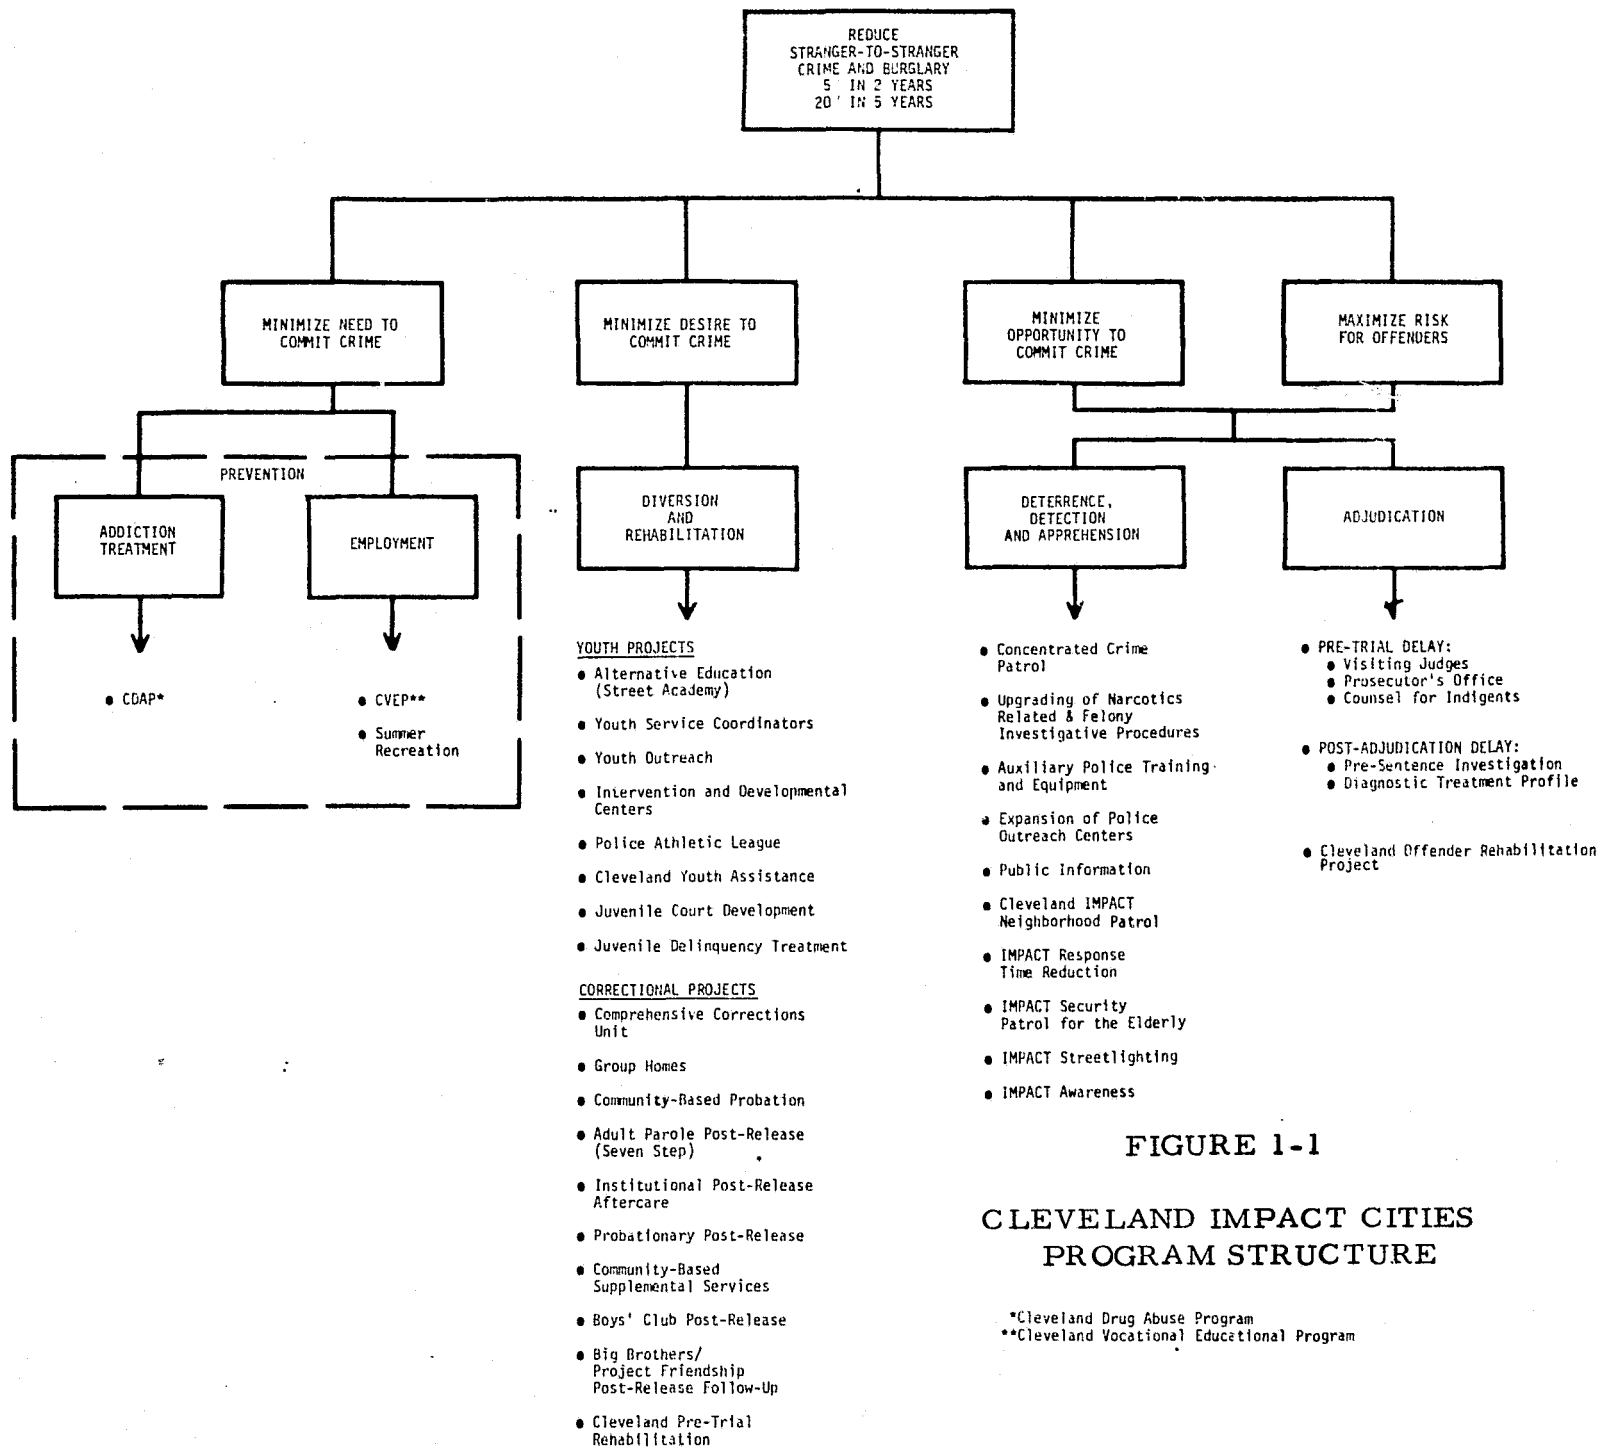 REDUCE
STRANGER-TO-STRANGER
CRIME AND BURGLARY
5 IN 2 YEARS
20' IN 5 YEARS
MINIMIZE NEED TO
COMMIT CRIME
MINIMIZE DESIRE TO
COMMIT CRIME
MINIMIZE
OPPORTUNITY TO
COMMIT CRIME
MAXIMIZE RISK
FOR OFFENDERS
PREVENTION
ADDICTION
TREATMENT
EMPLOYMENT
DIVERSION
AND
REHABILITATION
DETERRENCE,
DETECTION
AND APPREHENSION
ADJUDICATION
• CDAP*
• CVEP**
• Summer
Recreation
YOUTH PROJECTS
• Alternative Education
(Street Academy)
• Youth Service Coordinators
• Youth Outreach
• Intervention and Developmental
Centers
• Police Athletic League
• Cleveland Youth Assistance
• Juvenile Court Development
• Juvenile Delinquency Treatment
CORRECTIONAL PROJECTS
• Comprehensive Corrections
Unit
• Group Homes
• Community-Based Probation
• Adult Parole Post-Release
(Seven Step)
• Institutional Post-Release
Aftercare
• Probationary Post-Release
• Community-Based
Supplemental Services
• Boys' Club Post-Release
• Big Brothers/
Project Friendship
Post-Release Follow-Up
• Cleveland Pre-Trial
Rehabilitation
• Concentrated Crime
Patrol
• Upgrading of Narcotics
Related & Felony
Investigative Procedures
• Auxiliary Police Training
and Equipment
• Expansion of Police
Outreach Centers
• Public Information
• Cleveland IMPACT
Neighborhood Patrol
• IMPACT Response
Time Reduction
• IMPACT Security
Patrol for the Elderly
• IMPACT Streetlighting
• IMPACT Awareness
• PRE-TRIAL DELAY:
• Visiting Judges
• Prosecutor's Office
• Counsel for Indigents
• POST-ADJUDICATION DELAY:
• Pre-Sentence Investigation
• Diagnostic Treatment Profile
• Cleveland Offender Rehabilitation
Project
FIGURE 1-1
CLEVELAND IMPACT CITIES
PROGRAM STRUCTURE
*Cleveland Drug Abuse Program
**Cleveland Vocational Educational Program